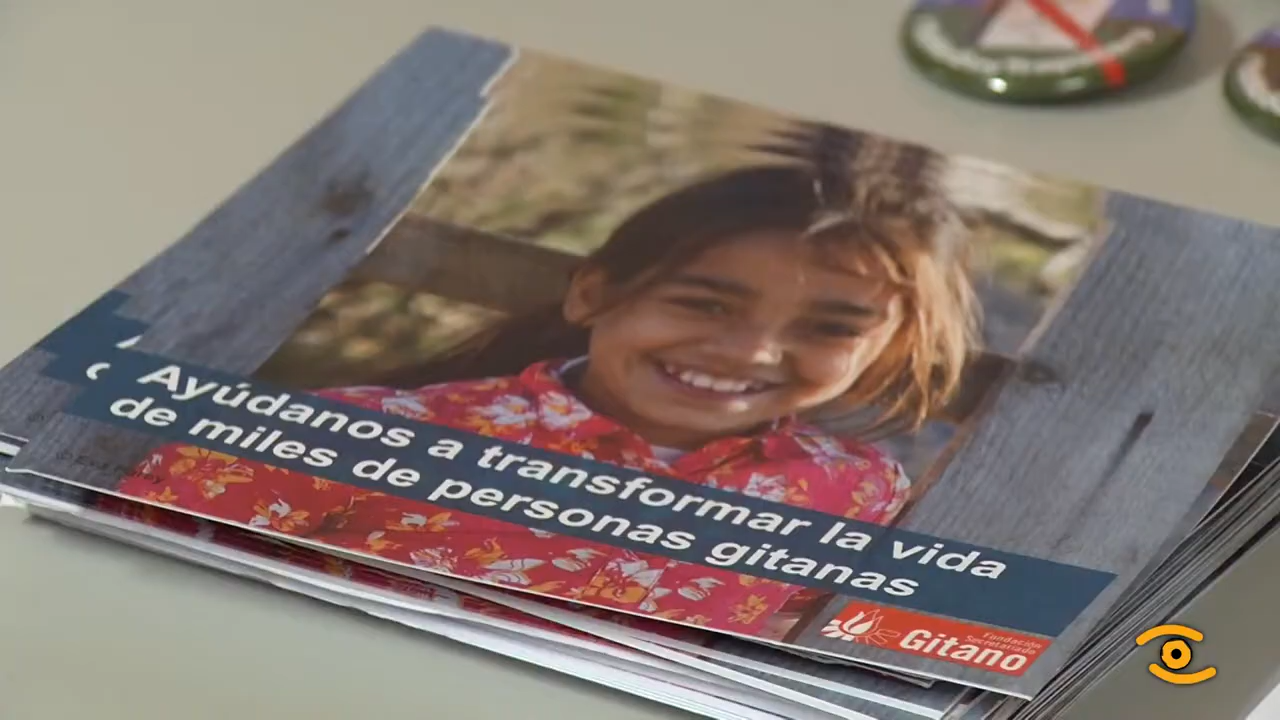 Ayúdanos a transformar la vida
de miles de personas gitanas
Fundación
Secretariado
Gitano